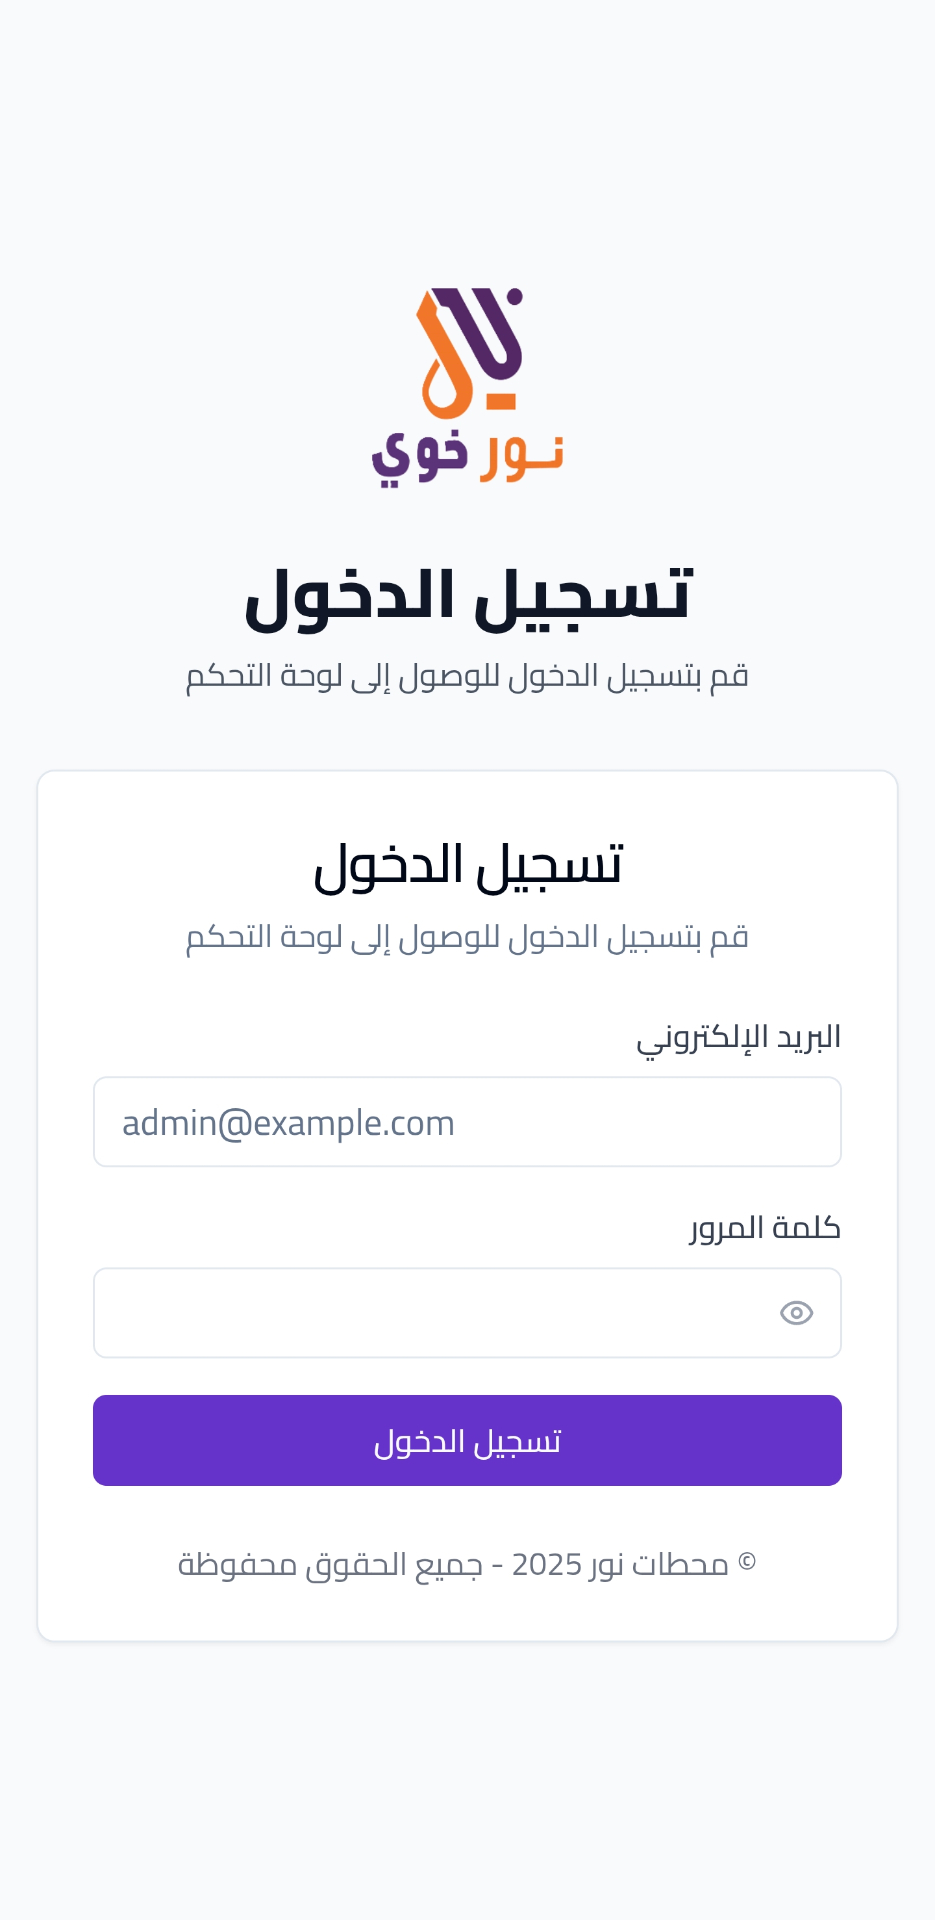 نور خوي
تسجيل الدخول
قم بتسجيل الدخول للوصول إلى لوحة التحكم
تسجيل الدخول
قم بتسجيل الدخول للوصول إلى لوحة التحكم
البريد الإلكتروني
admin@example.com
كلمة المرور
تسجيل الدخول
© محطات نور 2025 - جميع الحقوق محفوظة